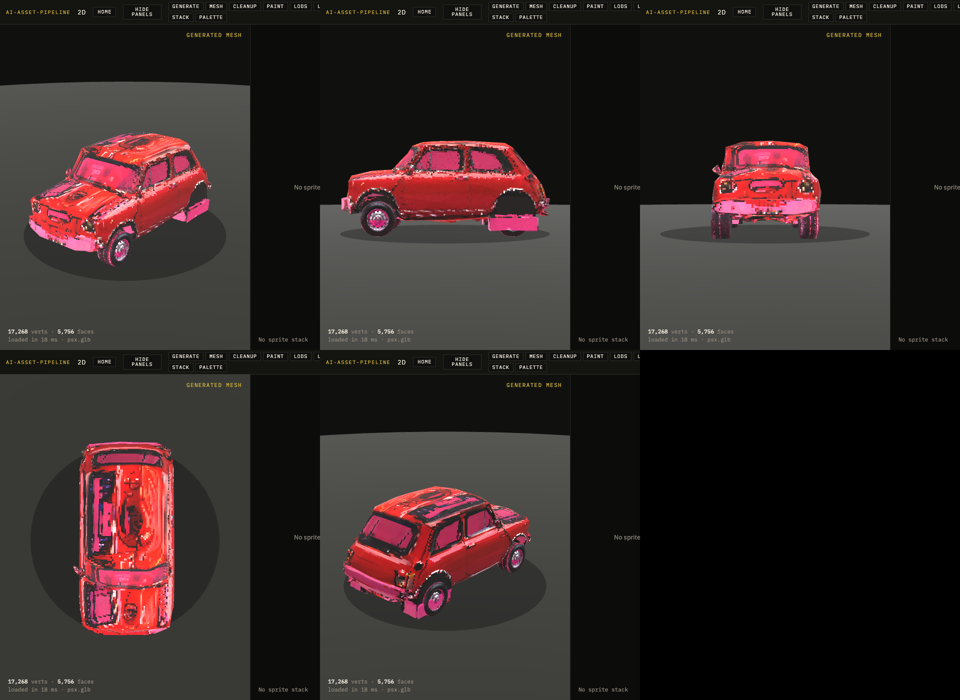 AI-ASSET-PIPELINE 2D HOME HIDE PANELS GENERATE MESH CLEANUP PAINT LODS L
STACK PALETTE
GENERATED MESH
No sprite
17,268 verts · 5,756 faces
loaded in 18 ms · psx.glb
No sprite stack
AI-ASSET-PIPELINE 2D HOME HIDE PANELS GENERATE MESH CLEANUP PAINT LODS L
STACK PALETTE
GENERATED MESH
No sprite
17,268 verts · 5,756 faces
loaded in 18 ms · psx.glb
No sprite stack
AI-ASSET-PIPELINE 2D HOME HIDE PANELS GENERATE MESH CLEANUP PAINT LODS L
STACK PALETTE
GENERATED MESH
No sprite
17,268 verts · 5,756 faces
loaded in 18 ms · psx.glb
No sprite stack
AI-ASSET-PIPELINE 2D HOME HIDE PANELS GENERATE MESH CLEANUP PAINT LODS L
STACK PALETTE
GENERATED MESH
No sprite
17,268 verts · 5,756 faces
loaded in 18 ms · psx.glb
No sprite stack
AI-ASSET-PIPELINE 2D HOME HIDE PANELS GENERATE MESH CLEANUP PAINT LODS L
STACK PALETTE
GENERATED MESH
No sprite
17,268 verts · 5,756 faces
loaded in 18 ms · psx.glb
No sprite stack